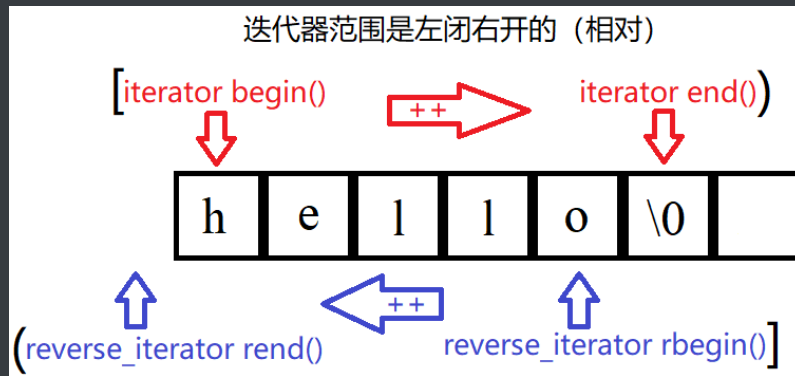 迭代器范围是左闭右开的（相对）
[iterator begin() ++ iterator end())
h e l l o \0
++
(reverse_iterator rend() reverse_iterator rbegin()]